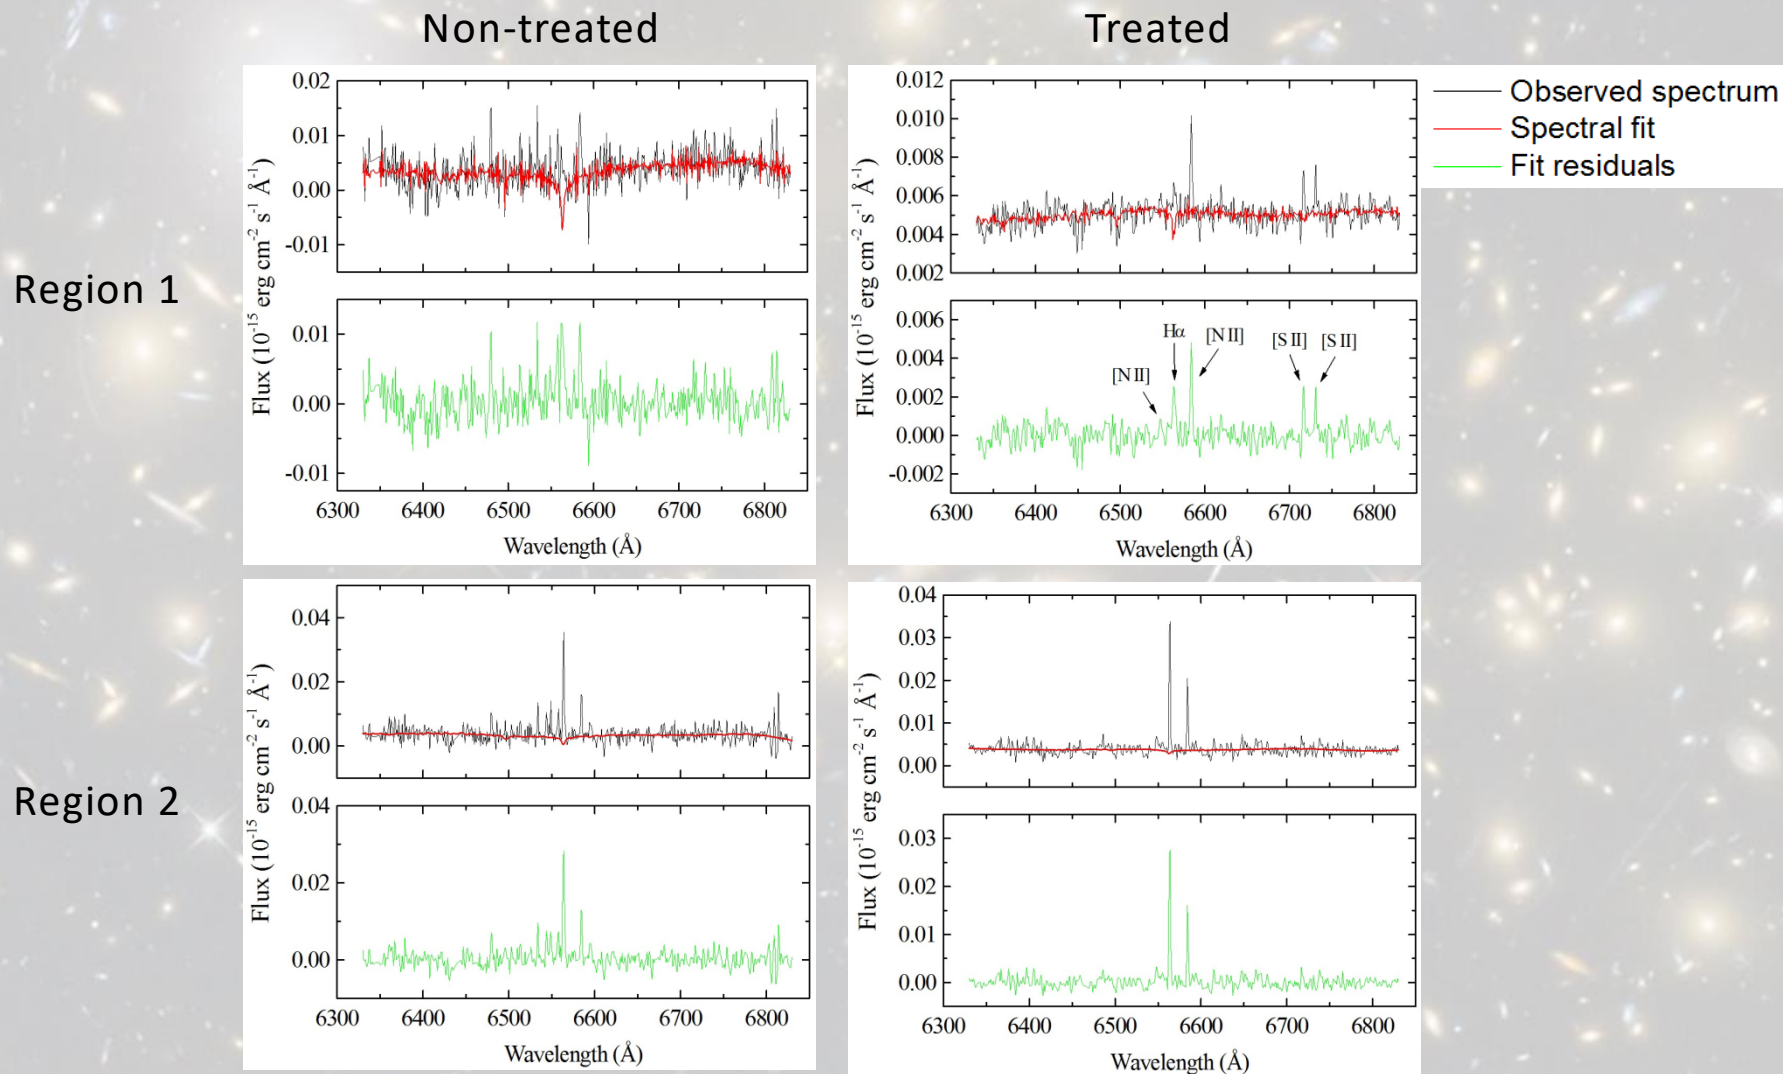 Non-treated
Treated
Observed spectrum
Spectral fit
Fit residuals
Region 1
0.02
0.01
0.00
-0.01
0.01
0.00
-0.01
Flux (10⁻¹⁵ erg cm⁻² s⁻¹ Å⁻¹)
6300 6400 6500 6600 6700 6800
Wavelength (Å)
0.012
0.010
0.008
0.006
0.004
0.002
0.006
0.004
0.002
0.000
-0.002
Flux (10⁻¹⁵ erg cm⁻² s⁻¹ Å⁻¹)
[N II]
Hα
[N II]
[S II]
[S II]
6300 6400 6500 6600 6700 6800
Wavelength (Å)
Region 2
0.04
0.02
0.00
0.04
0.02
0.00
Flux (10⁻¹⁵ erg cm⁻² s⁻¹ Å⁻¹)
6300 6400 6500 6600 6700 6800
Wavelength (Å)
0.04
0.03
0.02
0.01
0.00
0.03
0.02
0.01
0.00
Flux (10⁻¹⁵ erg cm⁻² s⁻¹ Å⁻¹)
6300 6400 6500 6600 6700 6800
Wavelength (Å)